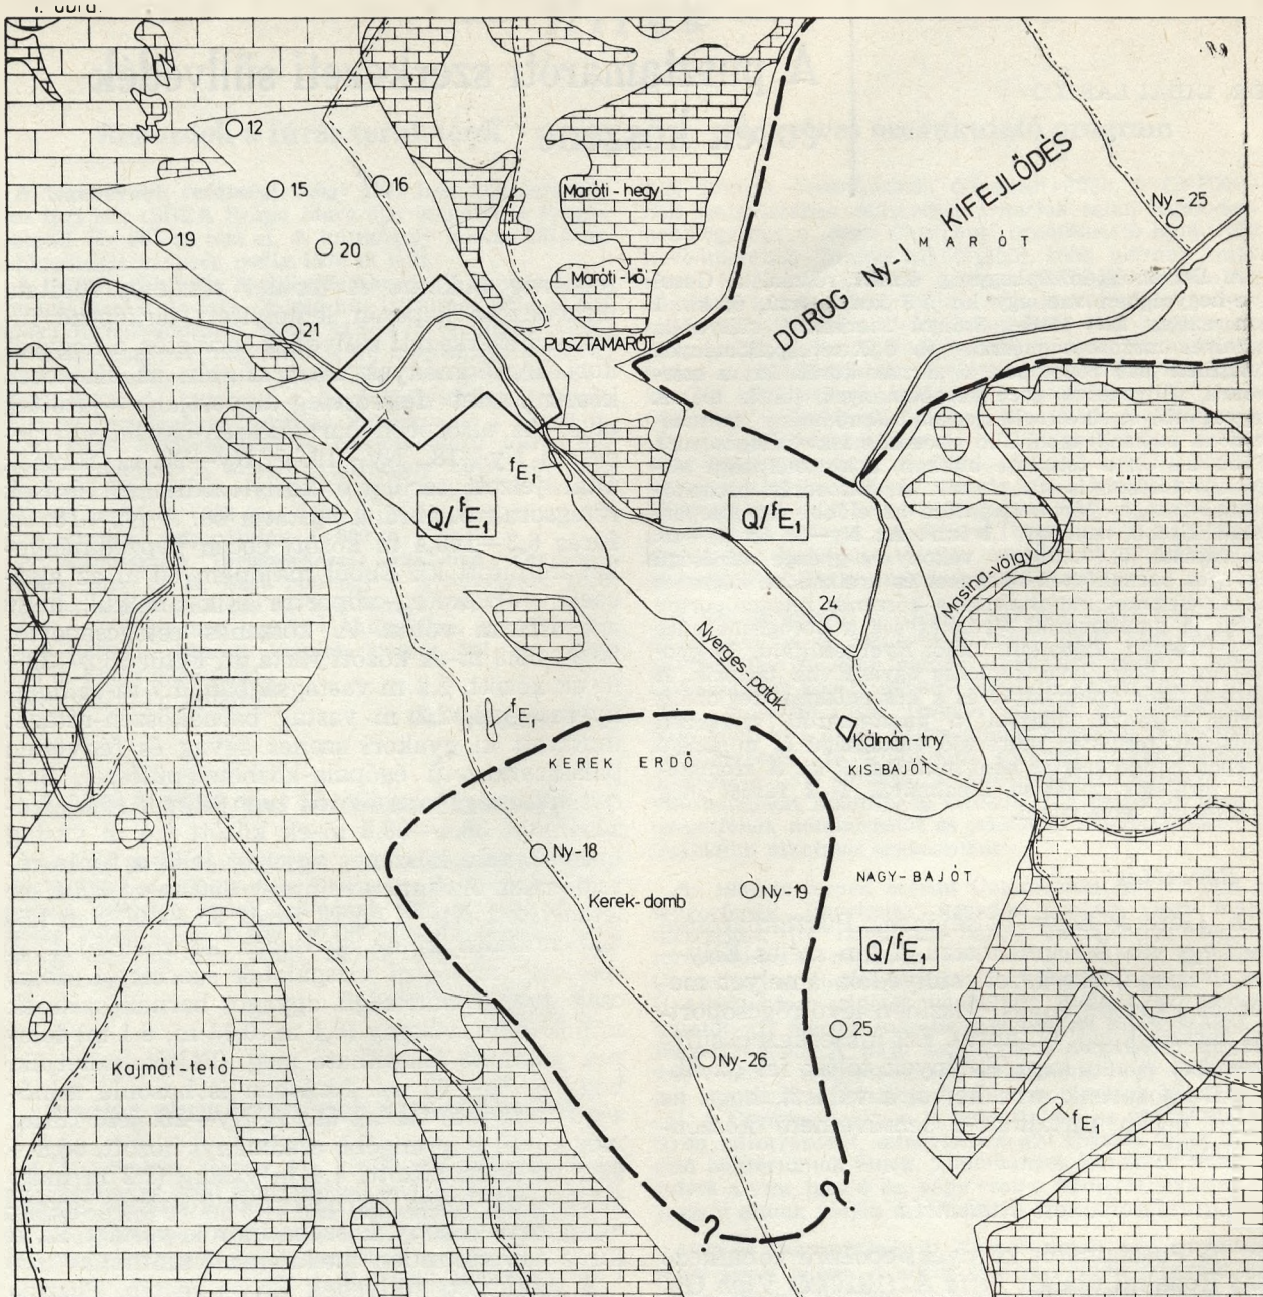 1. ábra.
12
15
16
19
20
21
Maróti-hegy
Maróti-kő
PUSZTAMARÓT
DOROG Ny-I KIFEJLŐDÉS
MARÓT
Ny-25
fE₁
Q/fE₁
Q/fE₁
24
Masina-völgy
Nyerges-patak
fE₁
KEREK ERDŐ
Kálmán-tny
KIS-BAJÓT
Ny-18
Ny-19
Kerek-domb
NAGY-BAJÓT
Q/fE₁
25
Ny-26
Kajmát-tető
fE₁
?
?